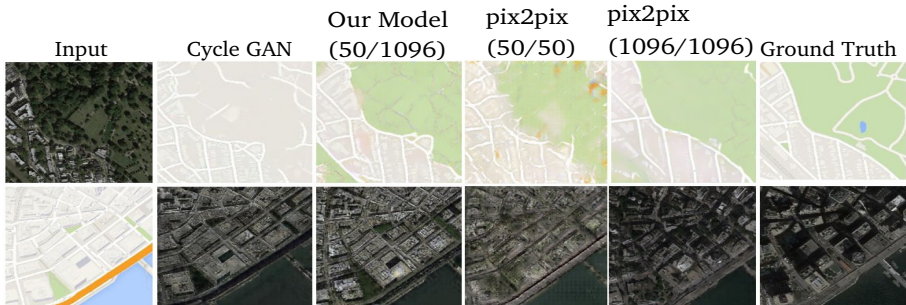 Input
Cycle GAN
Our Model
(50/1096)
pix2pix
(50/50)
pix2pix
(1096/1096)
Ground Truth